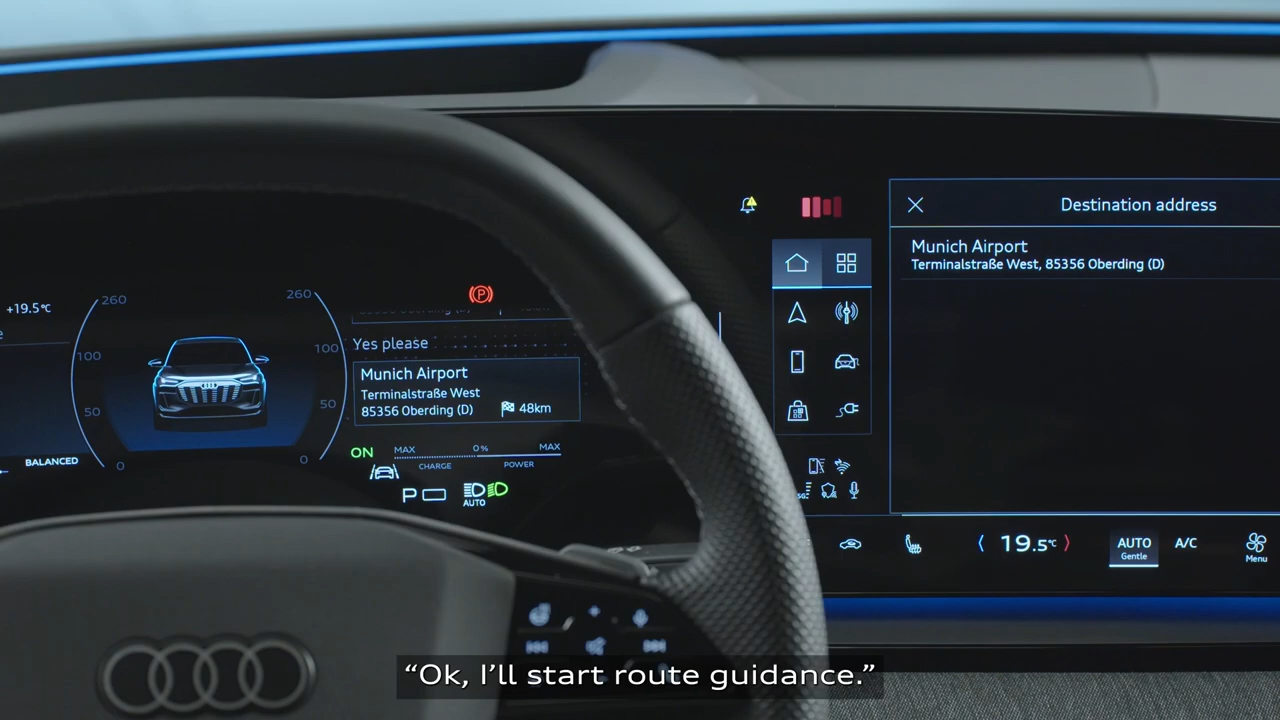 Destination address
Munich Airport
Terminalstraße West, 85356 Oberding (D)
+19.5°C
260
260
100
100
50
50
0
0
BALANCED
Yes please
Munich Airport
Terminalstraße West
85356 Oberding (D)
48km
ON
MAX
0%
MAX
CHARGE
POWER
P
AUTO
P
5G
19.5°C
AUTO
Gentle
A/C
Menu
“Ok, I’ll start route guidance.”